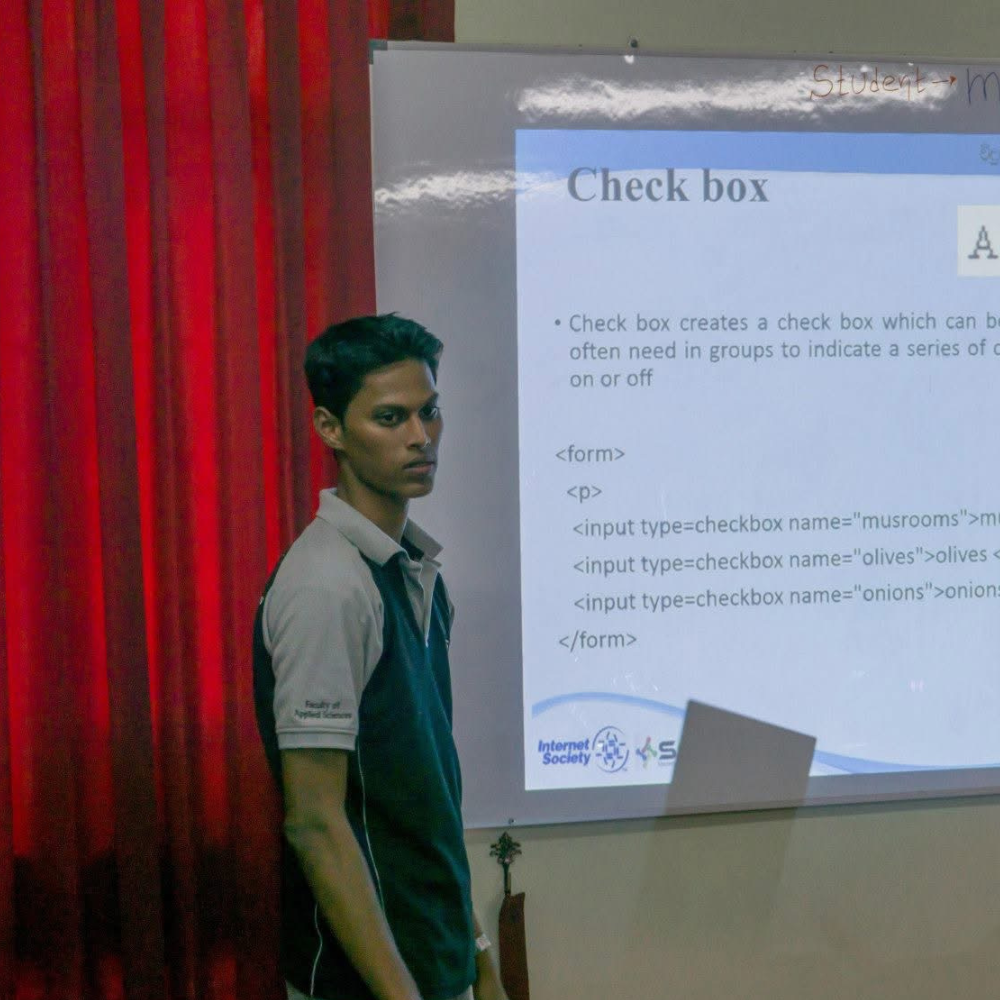 Student →
Check box
A
• Check box creates a check box which can
often need in groups to indicate a series of
on or off
<form>
<p>
<input type=checkbox name="musrooms">
<input type=checkbox name="olives">olives <
<input type=checkbox name="onions">onions
</form>
Faculty of
Applied Sciences
Internet
Society